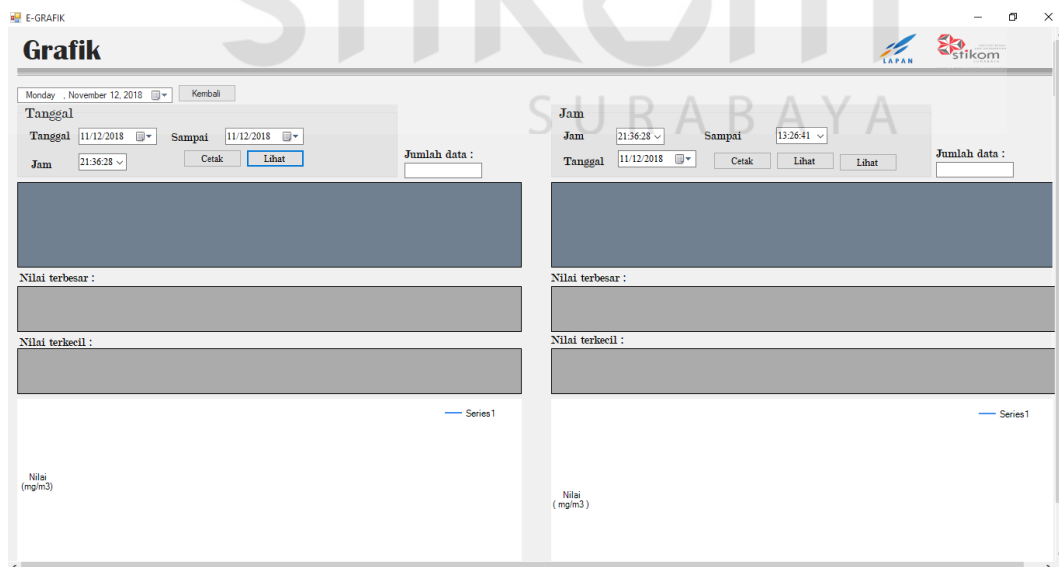 E-GRAFIK
Grafik
LAPAN
stikom
SURABAYA
Monday , November 12, 2018
Kembali
Tanggal
Tanggal 11/12/2018 Sampai 11/12/2018
Jam 21:36:28 Cetak Lihat
Jumlah data :
Nilai terbesar :
Nilai terkecil :
Series1
Nilai
(mg/m3)
Jam
Jam 21:36:28 Sampai 13:26:41
Tanggal 11/12/2018 Cetak Lihat Lihat
Jumlah data :
Nilai terbesar :
Nilai terkecil :
Series1
Nilai
( mg/m3 )